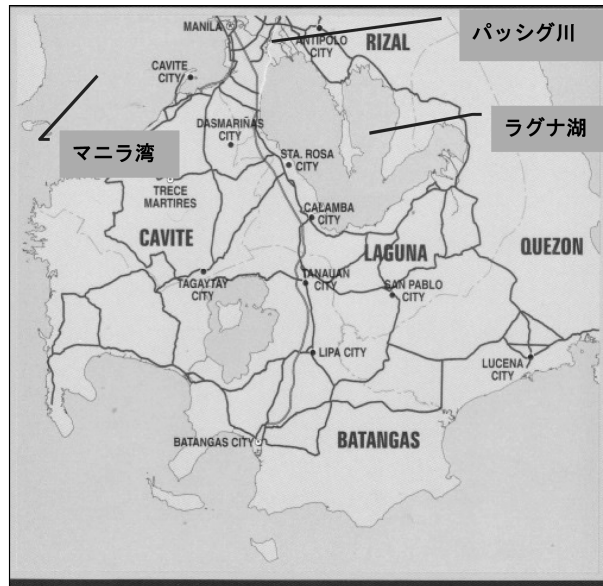 パッシグ川
MANILA
ANTIPOLO
CITY
RIZAL
CAVITE
CITY
ラグナ湖
DASMARIÑAS
CITY
マニラ湾
STA. ROSA
CITY
TRECE
MARTIRES
CALAMBA
CITY
CAVITE
LAGUNA
QUEZON
TAGAYTAY
CITY
TANAUAN
CITY
SAN PABLO
CITY
LIPA CITY
LUCENA
CITY
BATANGAS CITY
BATANGAS